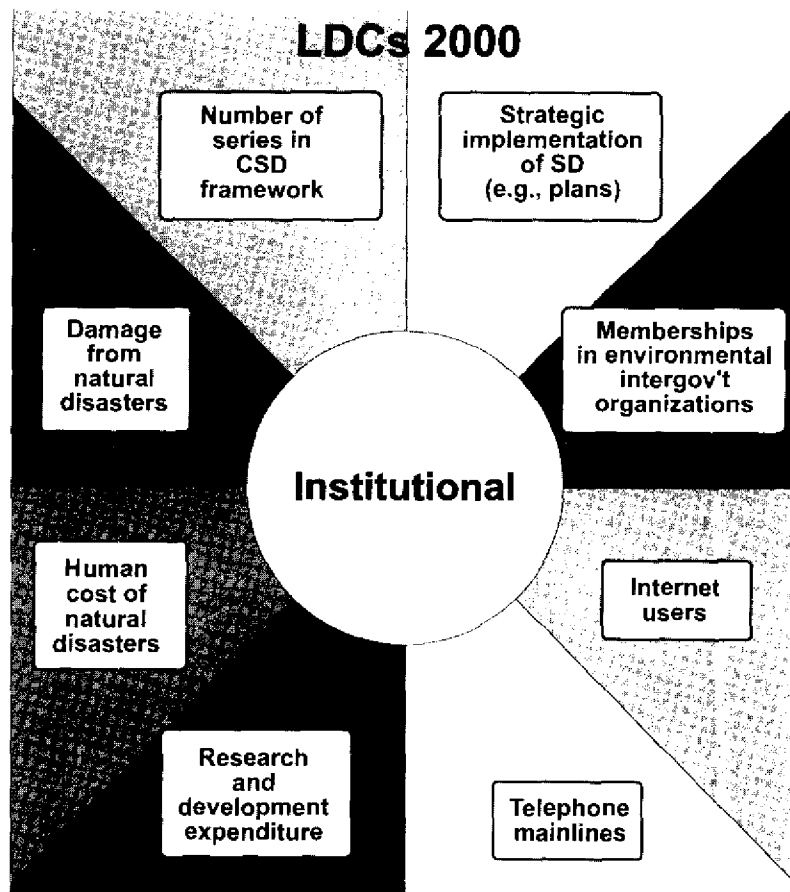 LDCs 2000
Number of
series in
CSD
framework
Strategic
implementation
of SD
(e.g., plans)
Damage
from
natural
disasters
Memberships
in environmental
intergov't
organizations
Institutional
Human
cost of
natural
disasters
Internet
users
Research
and
development
expenditure
Telephone
mainlines